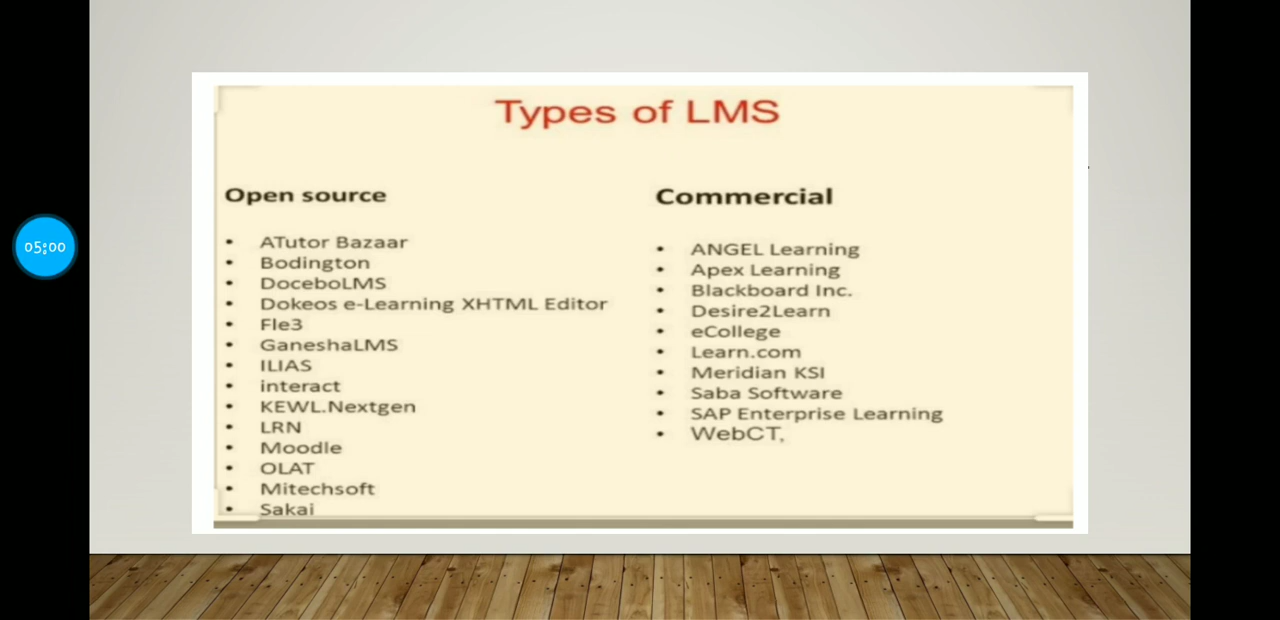 Types of LMS
Open source
• ATutor Bazaar
• Bodington
• DoceboLMS
• Dokeos e-Learning XHTML Editor
• Fle3
• GaneshaLMS
• ILIAS
• interact
• KEWL.Nextgen
• LRN
• Moodle
• OLAT
• Mitechsoft
• Sakai
Commercial
• ANGEL Learning
• Apex Learning
• Blackboard Inc.
• Desire2Learn
• eCollege
• Learn.com
• Meridian KSI
• Saba Software
• SAP Enterprise Learning
• WebCT,
05:00